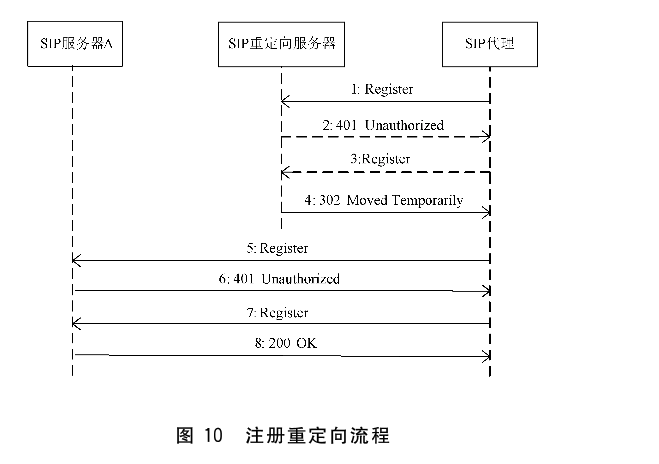 SIP服务器A SIP重定向服务器 SIP代理
1: Register
2: 401 Unauthorized
3:Register
4: 302 Moved Temporarily
5: Register
6: 401 Unauthorized
7: Register
8: 200 OK
图 10 注册重定向流程